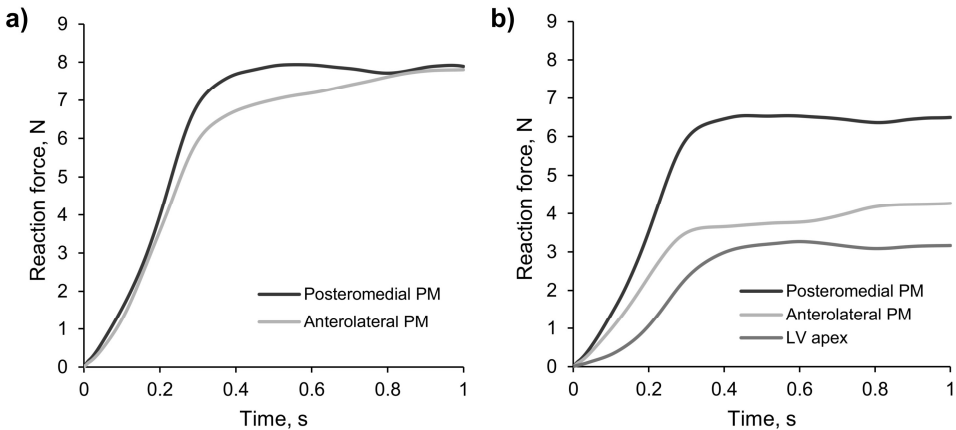 a)
Reaction force, N
9
8
7
6
5
4
3
2
1
0
0
0.2
0.4
0.6
0.8
1
Time, s
Posteromedial PM
Anterolateral PM
b)
Reaction force, N
9
8
7
6
5
4
3
2
1
0
0
0.2
0.4
0.6
0.8
1
Time, s
Posteromedial PM
Anterolateral PM
LV apex